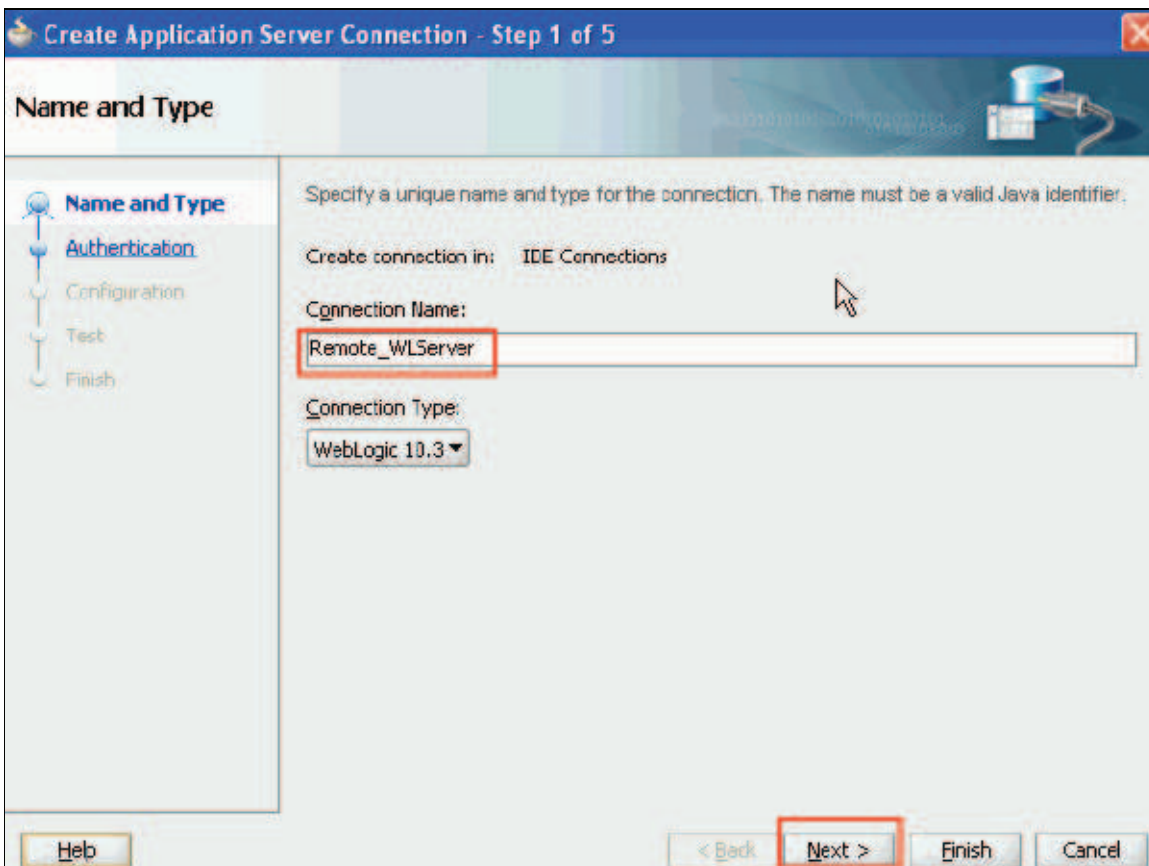 Create Application Server Connection - Step 1 of 5
Name and Type
Name and Type
Authentication
Configuration
Test
Finish
Specify a unique name and type for the connection. The name must be a valid Java identifier.
Create connection in: IDE Connections
Connection Name:
Remote_WLServer
Connection Type:
WebLogic 10.3
Help
< Back
Next >
Finish
Cancel